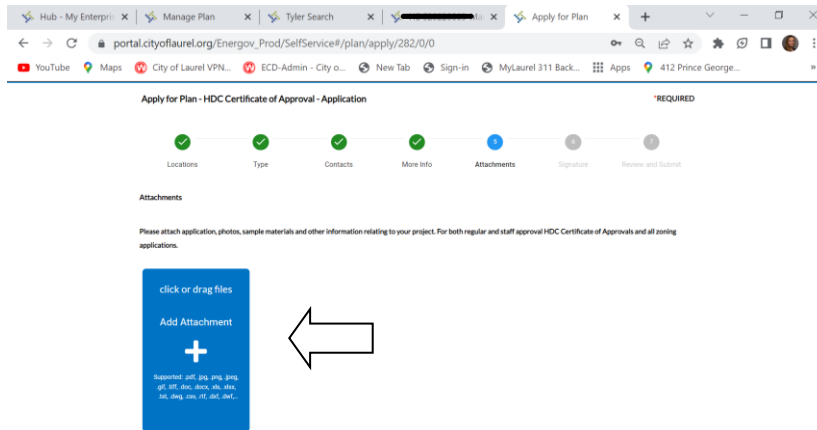 Hub - My Enterpri
Manage Plan
Tyler Search
Apply for Plan
portal.cityoflaurel.org/Energov_Prod/SelfService#/plan/apply/282/0/0
YouTube Maps City of Laurel VPN... ECD-Admin - City o... New Tab Sign-in MyLaurel 311 Back... Apps 412 Prince George... »
Apply for Plan - HDC Certificate of Approval - Application *REQUIRED
5 6 7
Locations Type Contacts More Info Attachments Signature Review and Submit
Attachments
Please attach application, photos, sample materials and other information relating to your project. For both regular and staff approval HDC Certificate of Approvals and all zoning
applications.
click or drag files
Add Attachment
Supported: .pdf, .jpg, .png, .jpeg,
.gif, .tiff, .doc, .docx, .xls, .xlsx,
.txt, .dwg, .csv, .rtf, .dxf, .dwf,...